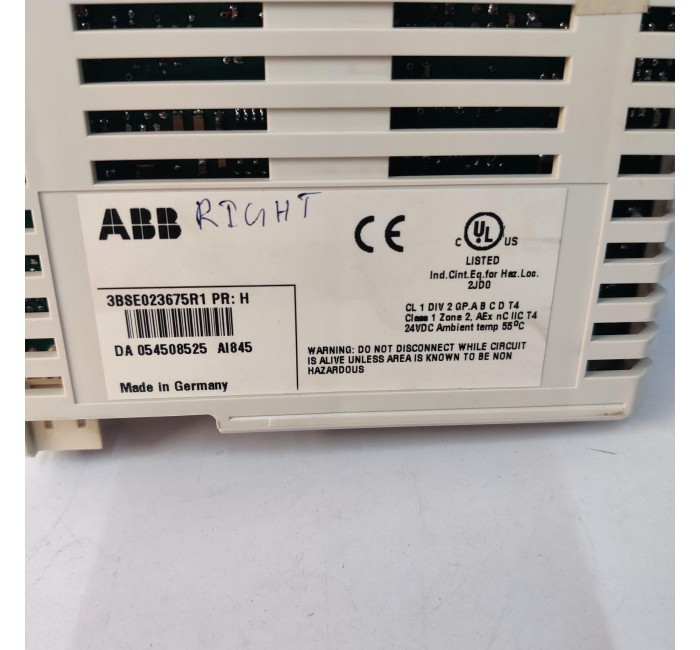 ABB RIGHT
CE
C UL US
LISTED
Ind.Cint.Eq.for Haz.Loc.
2JD0
3BSE023675R1 PR: H
CL 1 DIV 2 GP.A B C D T4
Class 1 Zone 2, AEx nC IIC T4
24VDC Ambient temp 55°C
DA 054508525 AI845
WARNING: DO NOT DISCONNECT WHILE CIRCUIT
IS ALIVE UNLESS AREA IS KNOWN TO BE NON
HAZARDOUS
Made in Germany